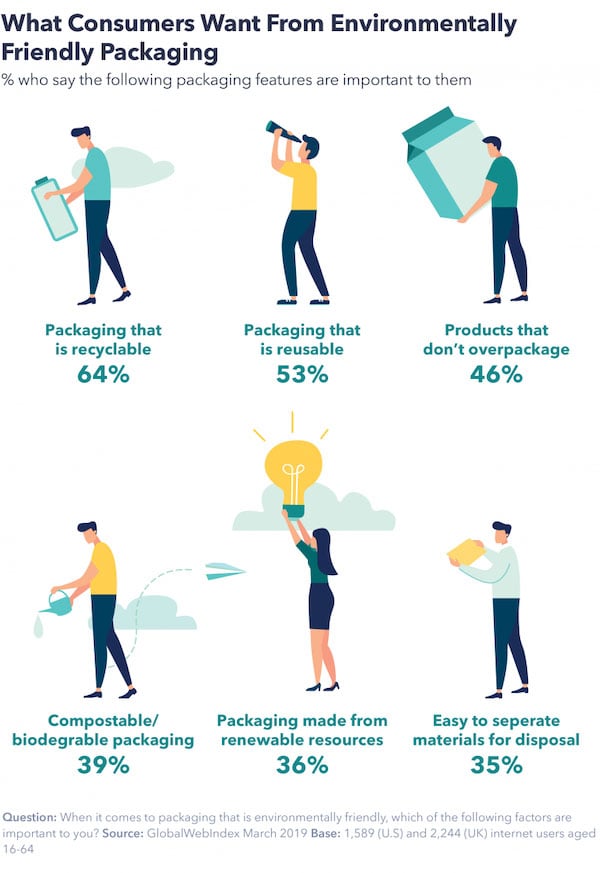 What Consumers Want From Environmentally
Friendly Packaging
% who say the following packaging features are important to them
Packaging that
is recyclable
64%
Packaging that
is reusable
53%
Products that
don’t overpackage
46%
Compostable/
biodegrable packaging
39%
Packaging made from
renewable resources
36%
Easy to seperate
materials for disposal
35%
Question: When it comes to packaging that is environmentally friendly, which of the following factors are
important to you? Source: GlobalWebIndex March 2019 Base: 1,589 (U.S) and 2,244 (UK) internet users aged
16-64